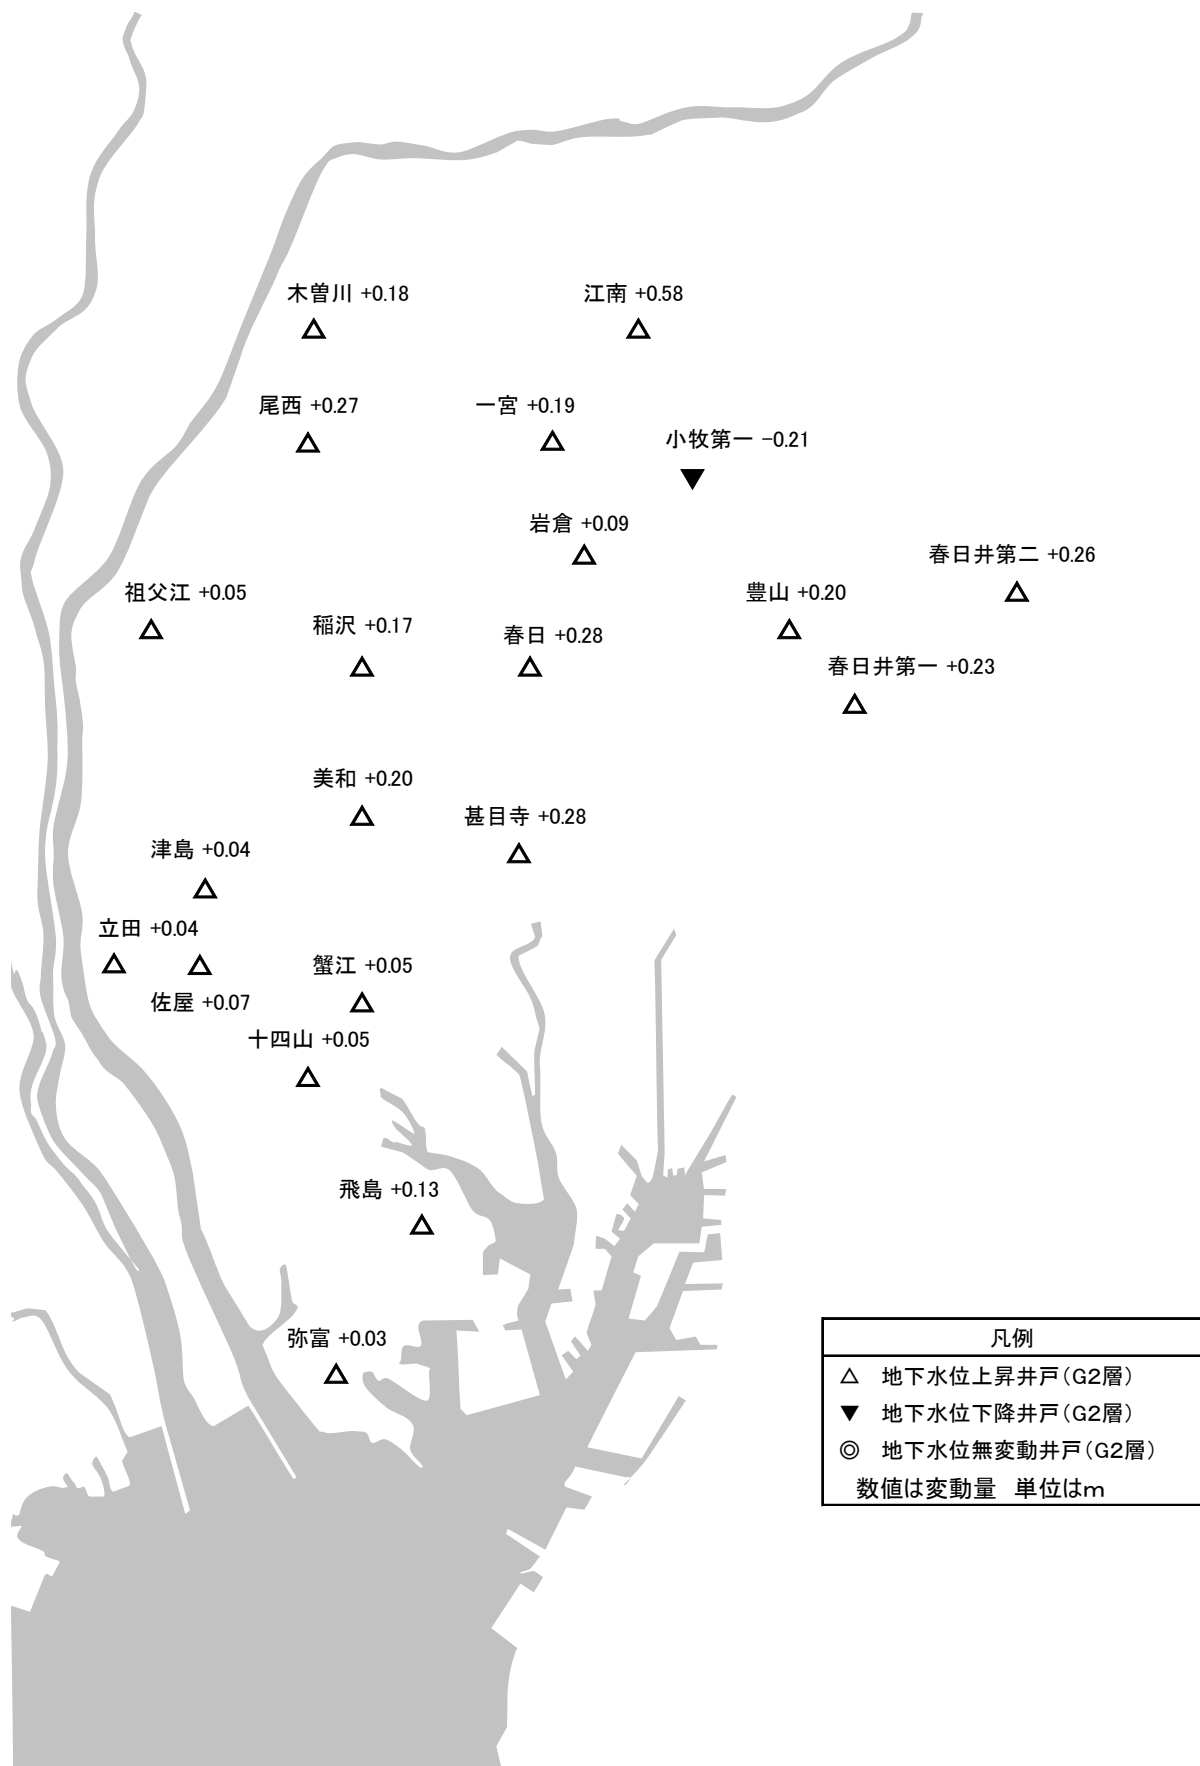 木曽川 +0.18
江南 +0.58
尾西 +0.27
一宮 +0.19
小牧第一 −0.21
岩倉 +0.09
春日井第二 +0.26
祖父江 +0.05
豊山 +0.20
稲沢 +0.17
春日 +0.28
春日井第一 +0.23
美和 +0.20
甚目寺 +0.28
津島 +0.04
立田 +0.04
蟹江 +0.05
佐屋 +0.07
十四山 +0.05
飛島 +0.13
弥富 +0.03
凡例
△ 地下水位上昇井戸(G2層)
▼ 地下水位下降井戸(G2層)
◎ 地下水位無変動井戸(G2層)
数値は変動量 単位はm